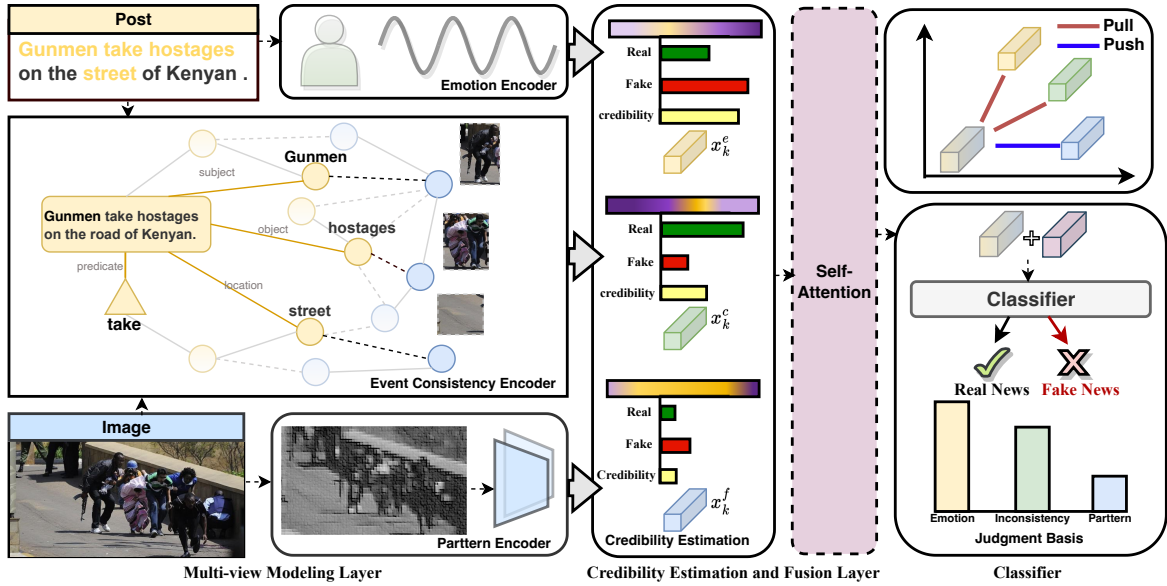 Post
Gunmen take hostages
on the street of Kenyan .
Emotion Encoder
Gunmen
subject
Gunmen take hostages
on the road of Kenyan.
object
hostages
predicate
location
take
street
Event Consistency Encoder
Image
Parttern Encoder
Multi-view Modeling Layer
Real
Fake
credibility
x_k^e
Real
Fake
credibility
x_k^c
Real
Fake
Credibility
x_k^f
Credibility Estimation
Self-
Attention
Credibility Estimation and Fusion Layer
Pull
Push
+
Classifier
Real News
Fake News
Emotion
Inconsistency
Parttern
Judgment Basis
Classifier